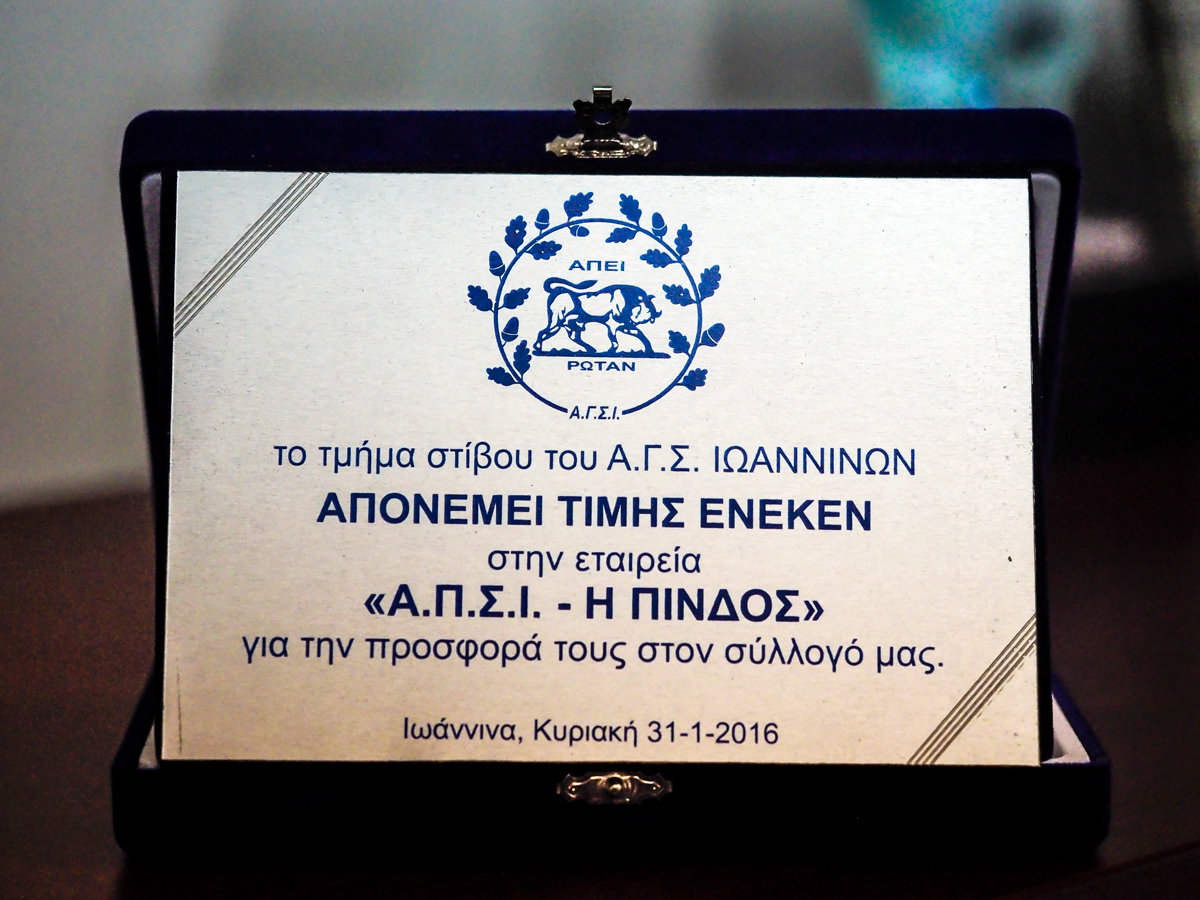 ΑΠΕΙ
ΡΩΤΑΝ
Α.Γ.Σ.Ι.
το τμήμα στίβου του Α.Γ.Σ. ΙΩΑΝΝΙΝΩΝ
ΑΠΟΝΕΜΕΙ ΤΙΜΗΣ ΕΝΕΚΕΝ
στην εταιρεία
«Α.Π.Σ.Ι. - Η ΠΙΝΔΟΣ»
για την προσφορά τους στον σύλλογό μας.
Ιωάννινα, Κυριακή 31-1-2016